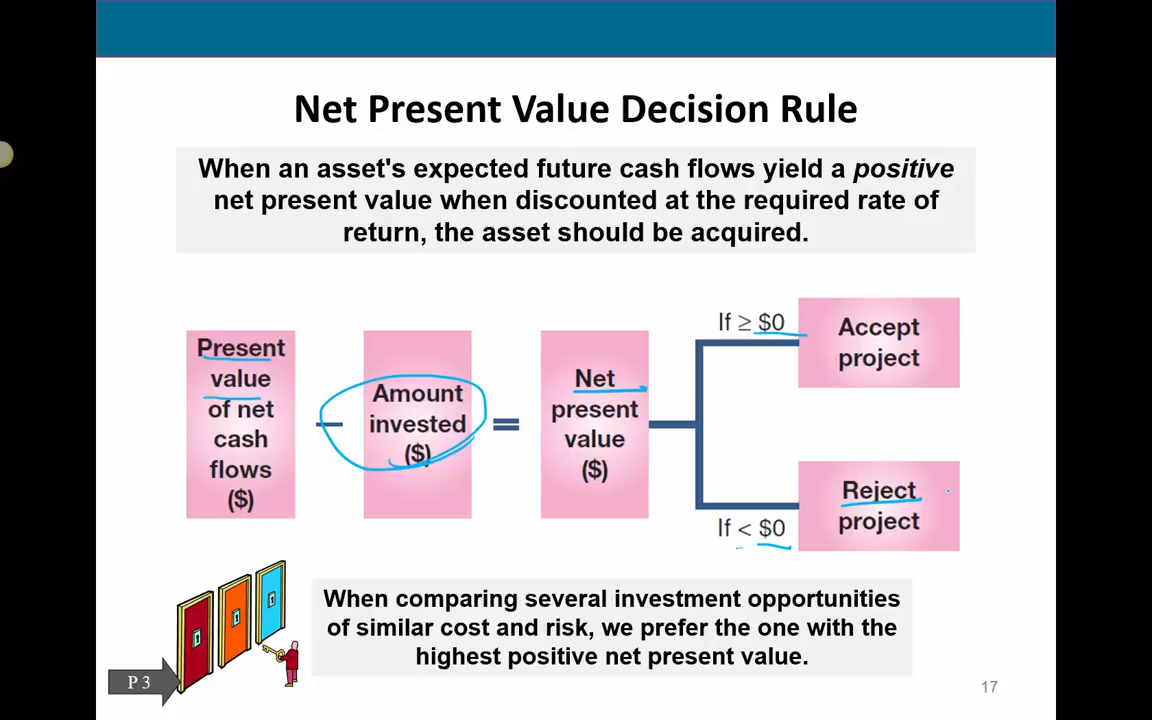 Net Present Value Decision Rule
When an asset's expected future cash flows yield a positive
net present value when discounted at the required rate of
return, the asset should be acquired.
Present
value
of net
cash
flows
($)
−
Amount
invested
($)
=
Net
present
value
($)
If ≥ $0
Accept
project
If < $0
Reject
project
When comparing several investment opportunities
of similar cost and risk, we prefer the one with the
highest positive net present value.
P 3
17